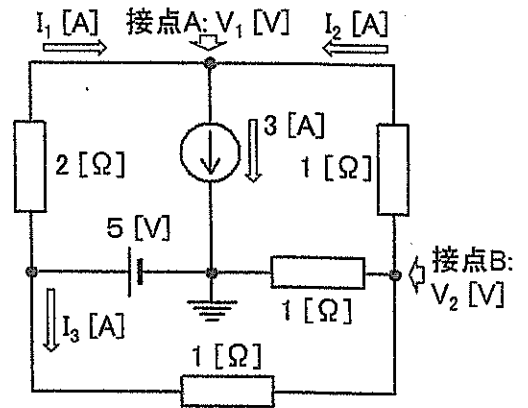 I₁ [A] 接点A: V₁ [V] I₂ [A]
3 [A]
2 [Ω] 1 [Ω]
5 [V]
接点B:
V₂ [V]
I₃ [A] 1 [Ω]
1 [Ω]